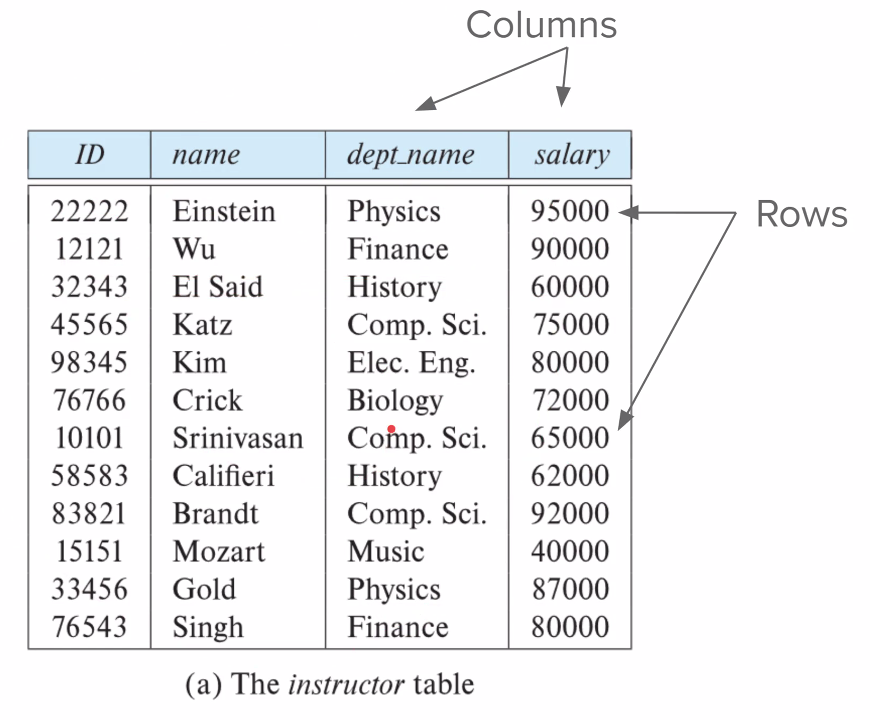 Columns
ID name dept_name salary
22222 Einstein Physics 95000
Rows
12121 Wu Finance 90000
32343 El Said History 60000
45565 Katz Comp. Sci. 75000
98345 Kim Elec. Eng. 80000
76766 Crick Biology 72000
10101 Srinivasan Comp. Sci. 65000
58583 Califieri History 62000
83821 Brandt Comp. Sci. 92000
15151 Mozart Music 40000
33456 Gold Physics 87000
76543 Singh Finance 80000
(a) The instructor table